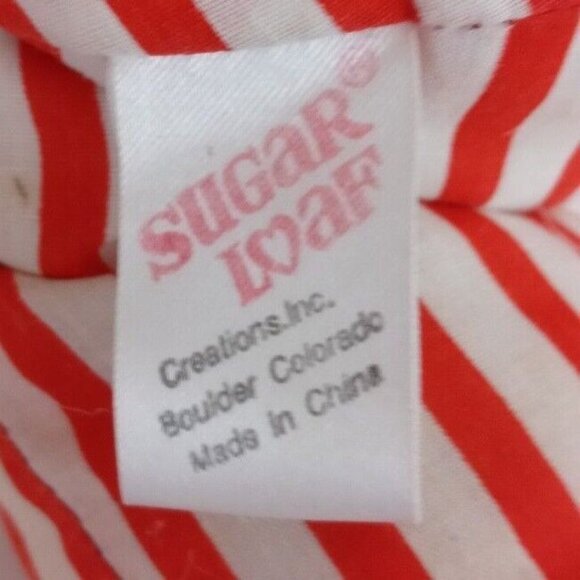 SUGAR®
LOAF
Creations.Inc.
Boulder Colorado
Made in China